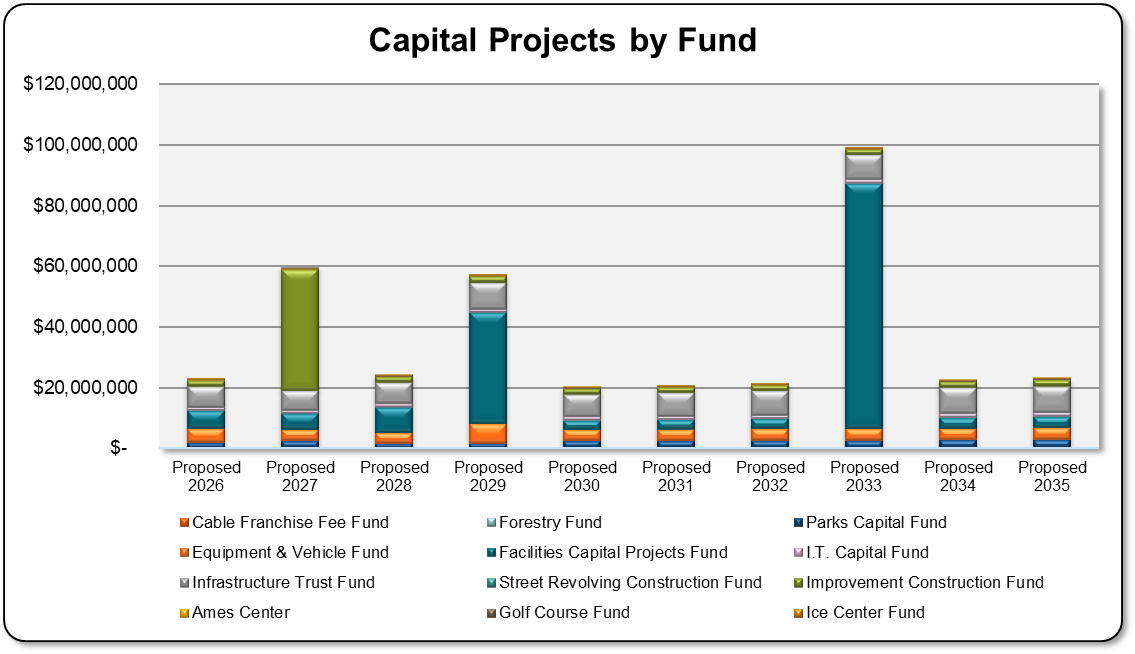 Capital Projects by Fund
$120,000,000
$100,000,000
$80,000,000
$60,000,000
$40,000,000
$20,000,000
$-
Proposed 2026
Proposed 2027
Proposed 2028
Proposed 2029
Proposed 2030
Proposed 2031
Proposed 2032
Proposed 2033
Proposed 2034
Proposed 2035
Cable Franchise Fee Fund
Forestry Fund
Parks Capital Fund
Equipment & Vehicle Fund
Facilities Capital Projects Fund
I.T. Capital Fund
Infrastructure Trust Fund
Street Revolving Construction Fund
Improvement Construction Fund
Ames Center
Golf Course Fund
Ice Center Fund